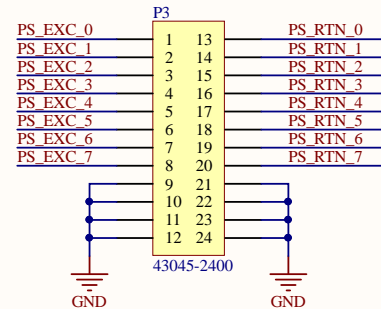 P3
PS_EXC_0 1 13 PS_RTN_0
PS_EXC_1 2 14 PS_RTN_1
PS_EXC_2 3 15 PS_RTN_2
PS_EXC_3 4 16 PS_RTN_3
PS_EXC_4 5 17 PS_RTN_4
PS_EXC_5 6 18 PS_RTN_5
PS_EXC_6 7 19 PS_RTN_6
PS_EXC_7 8 20 PS_RTN_7
9 21
10 22
11 23
12 24
43045-2400
GND GND